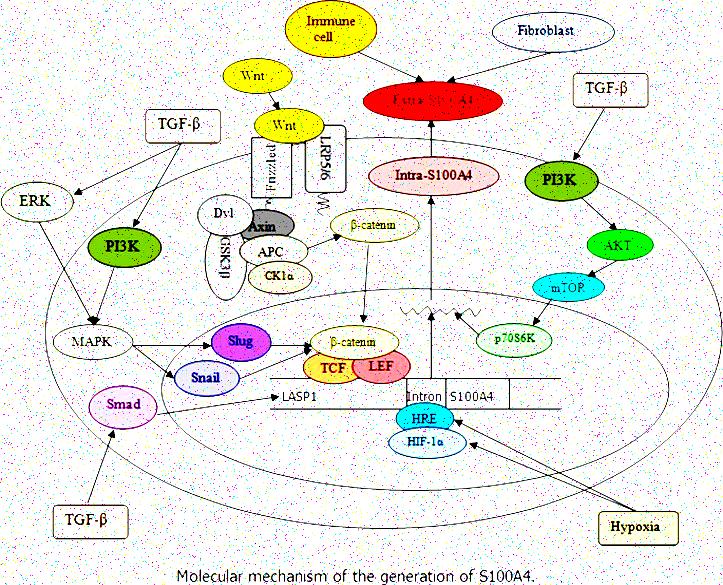 Immune
cell
Fibroblast
Wnt
Extra-S100A4
TGF-β
TGF-β
Wnt
Frizzled
LRP5/6
Intra-S100A4
PI3K
ERK
Dvl
Axin
β-catenin
GSK3β
APC
AKT
PI3K
CK1α
mTOR
MAPK
Slug
β-catenin
p70S6K
TCF
LEF
Snail
LASP1
Intron
S100A4
Smad
HRE
HIF-1α
TGF-β
Hypoxia
Molecular mechanism of the generation of S100A4.